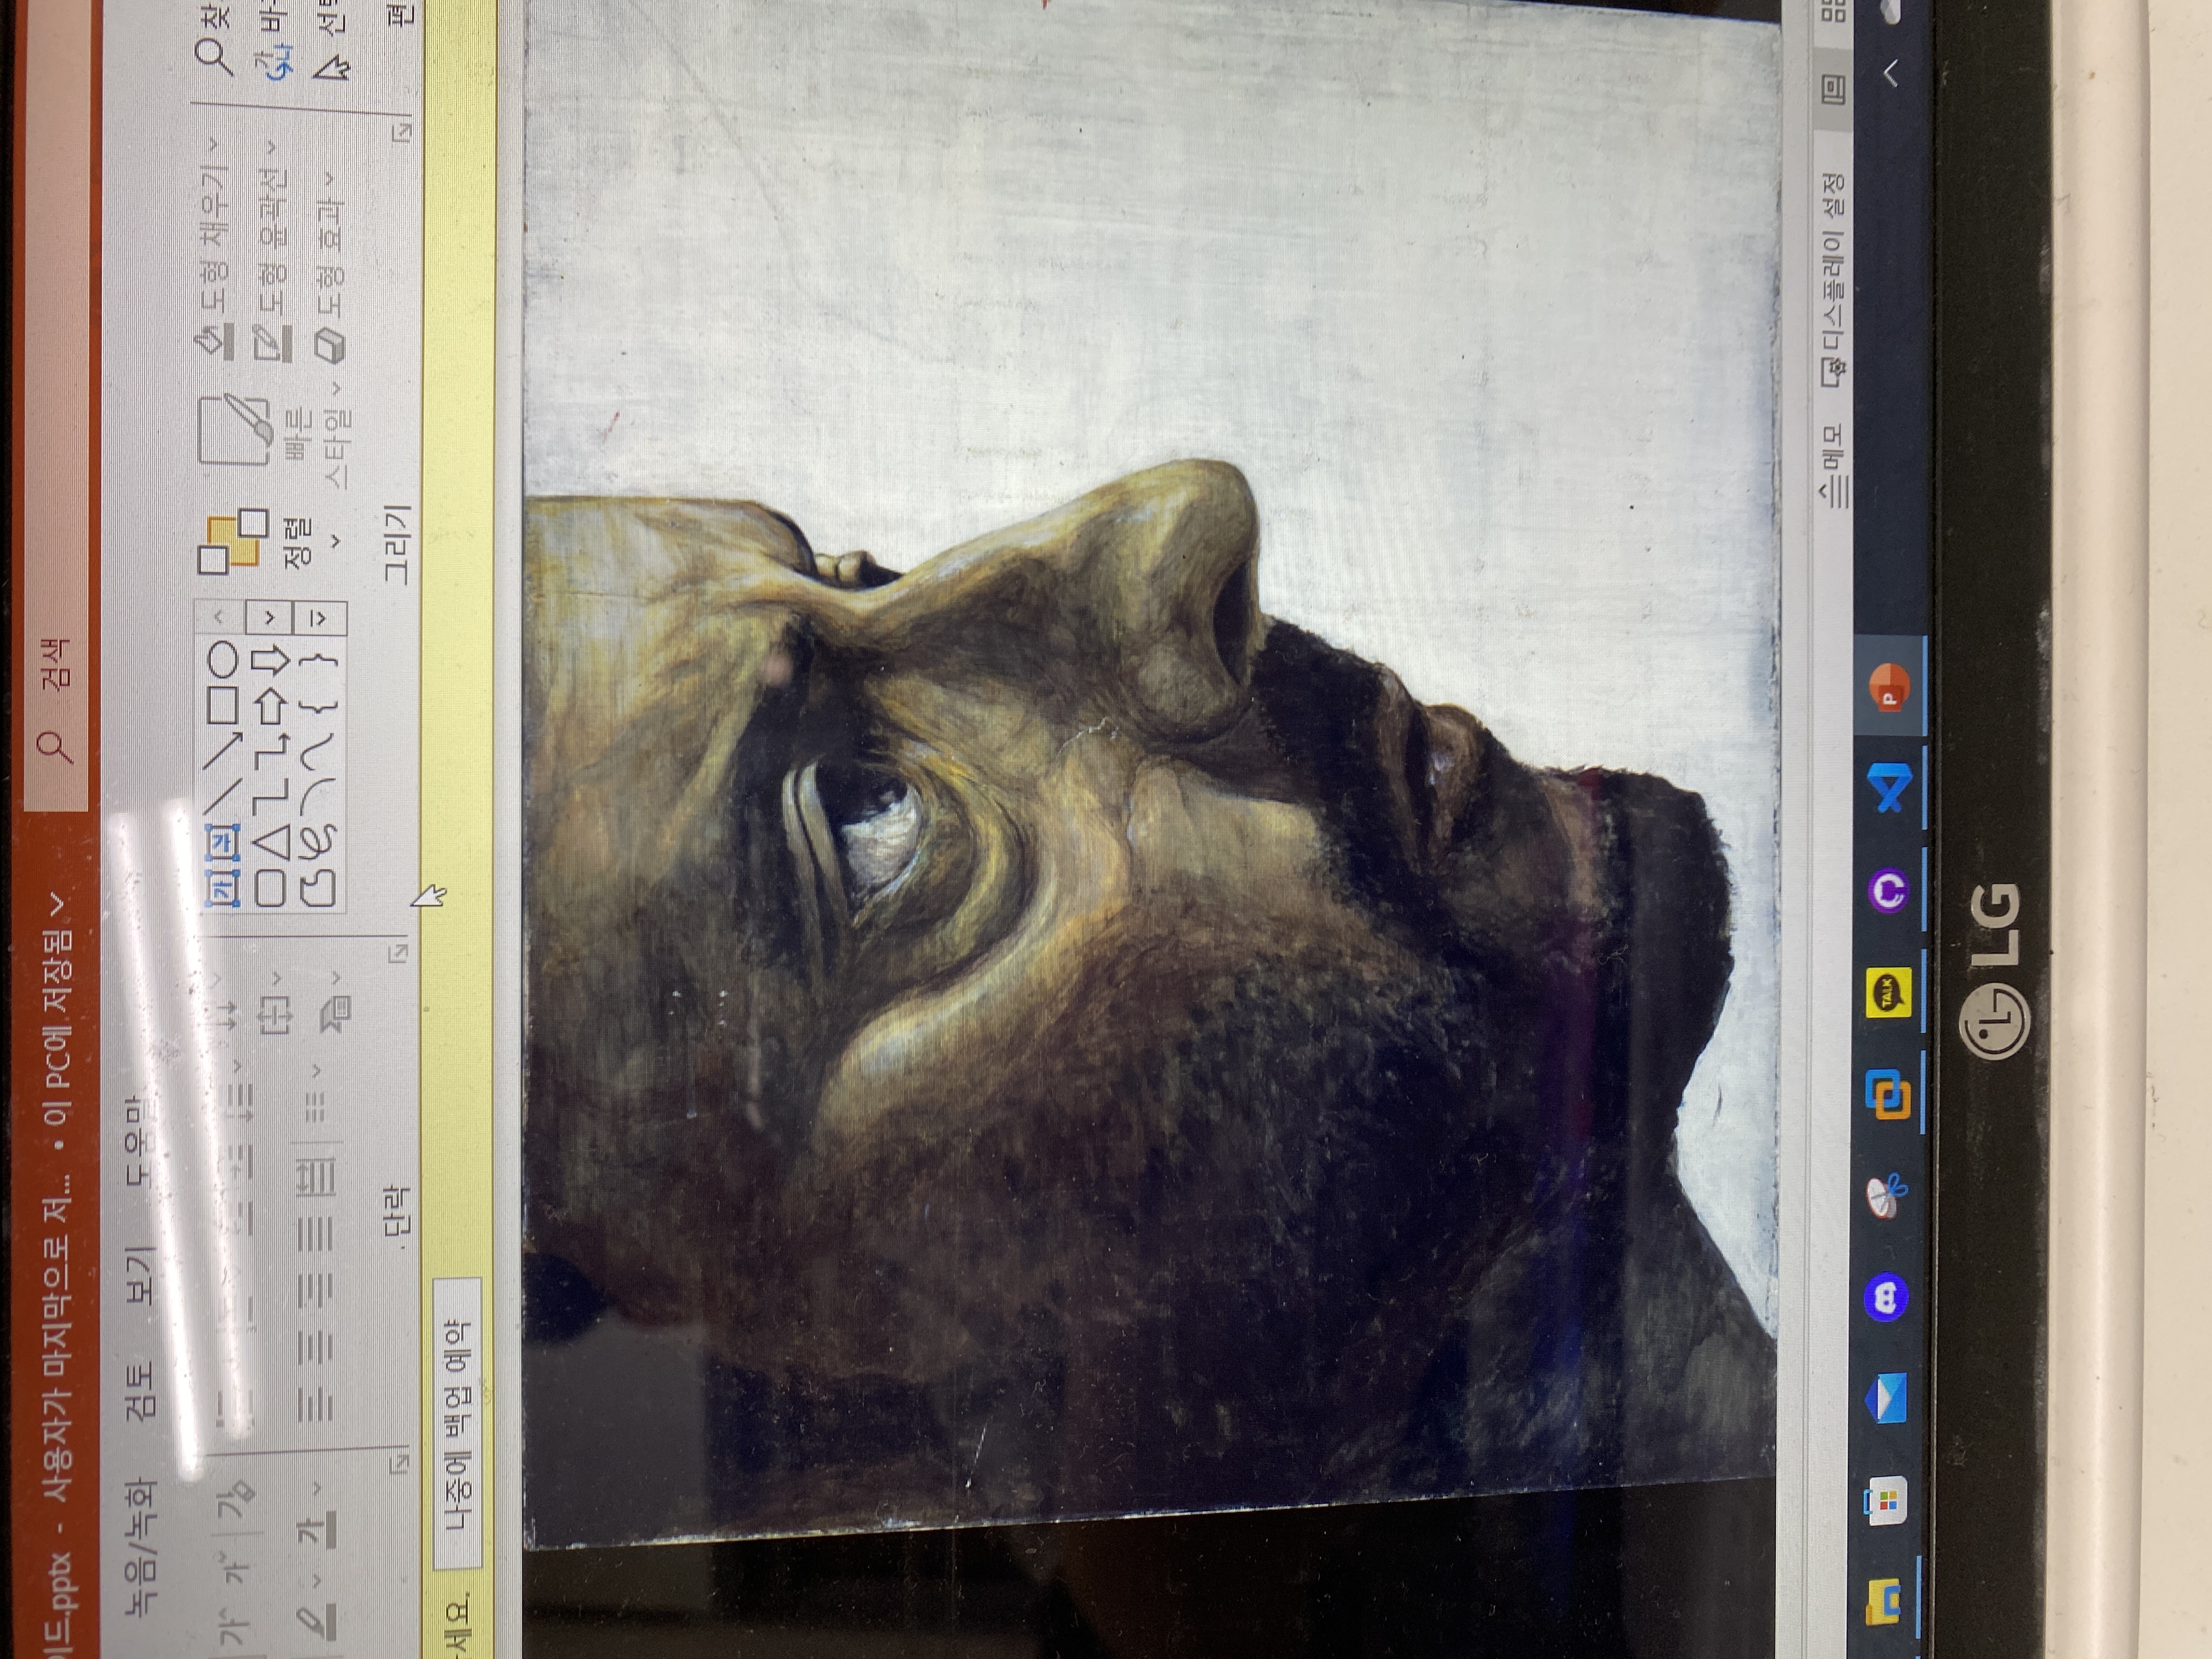 이드.pptx - 사용자가 마지막으로 저... • 이 PC에 저장됨
검색
녹음/녹화 검토 보기 도움말
가 가 가
가 가
도형 채우기
도형 윤곽선
도형 효과
정렬
빠른
스타일
찾
바
선택
단락
그리기
편
세요.
나중에 백업 예약
메모 디스플레이 설정
TALK
P
LG